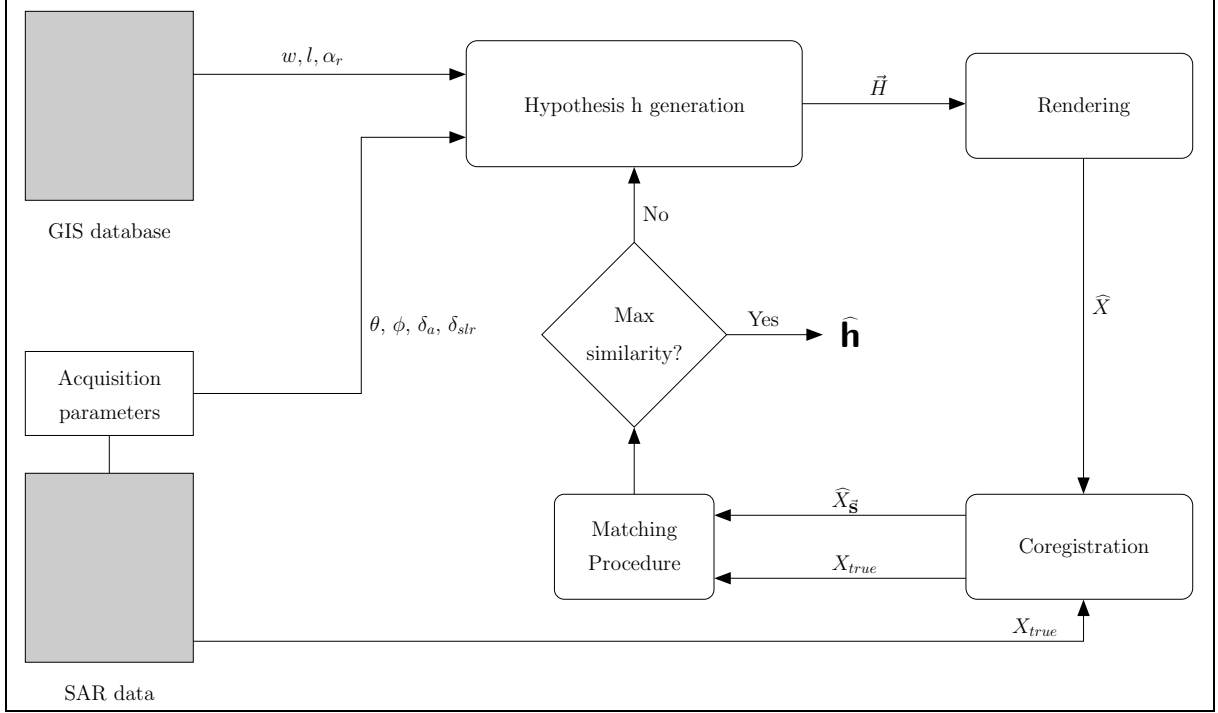 w, l, α_r
Hypothesis h generation
H⃗
Rendering
GIS database
No
θ, ϕ, δ_a, δ_slr
Max
similarity?
Yes
ĥ
X̂
Acquisition
parameters
Matching
Procedure
X̂_s⃗
X_true
Coregistration
X_true
SAR data